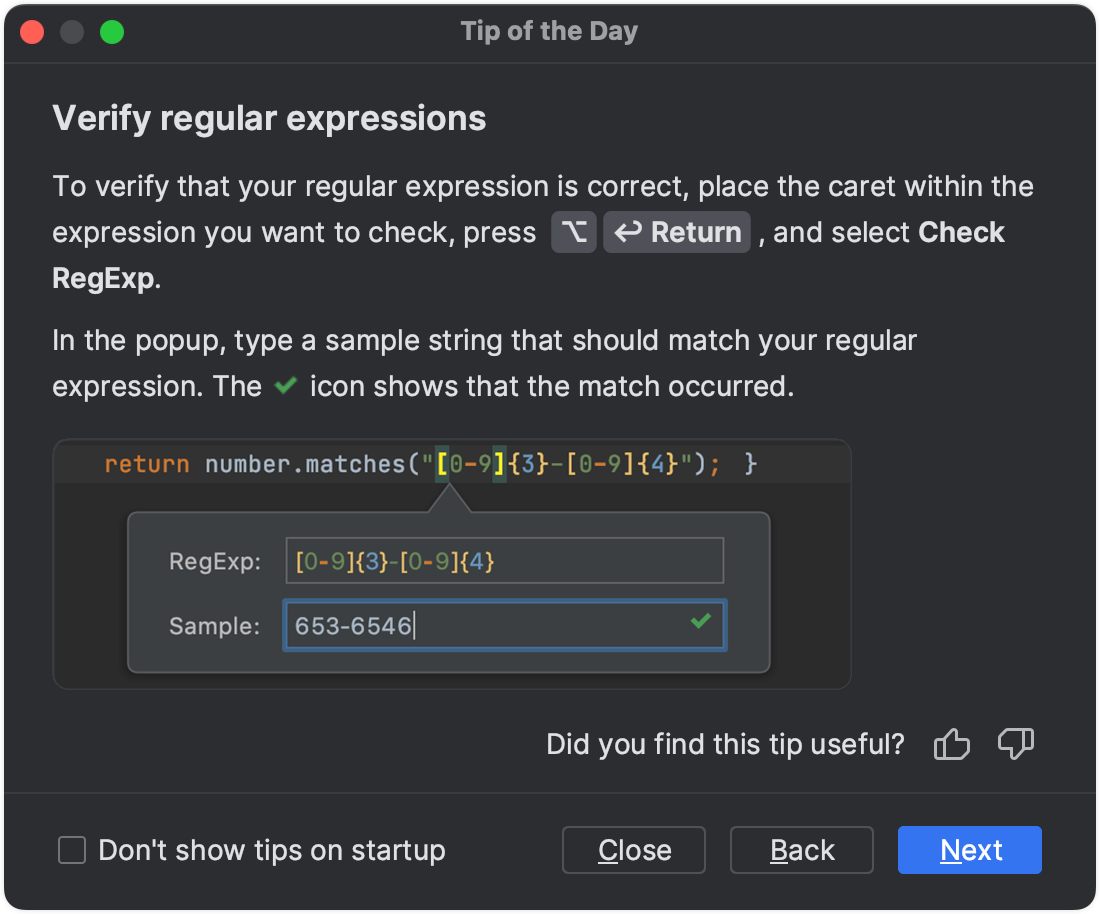 Tip of the Day
Verify regular expressions
To verify that your regular expression is correct, place the caret within the
expression you want to check, press ⌥ ↩ Return , and select Check
RegExp.
In the popup, type a sample string that should match your regular
expression. The ✔ icon shows that the match occurred.
return number.matches("[0-9]{3}-[0-9]{4}"); }
RegExp: [0-9]{3}-[0-9]{4}
Sample: 653-6546
Did you find this tip useful?
Don't show tips on startup Close Back Next